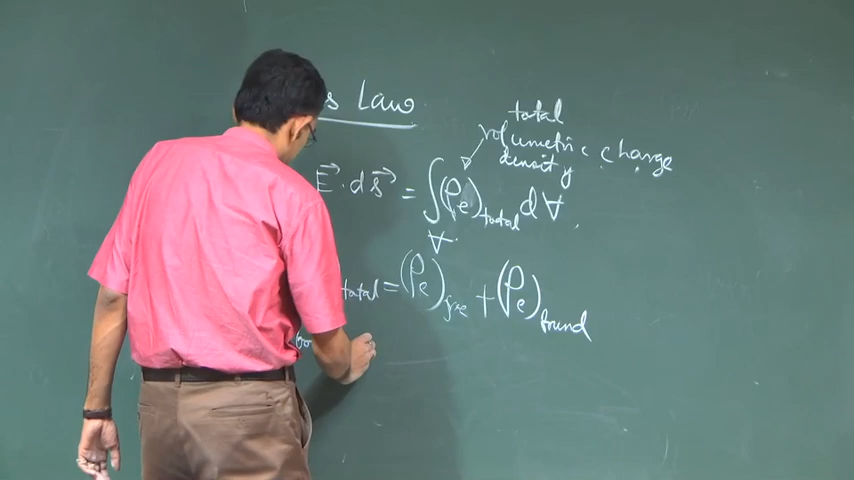 s Law
total
volumetric charge
density
E⃗ · ds⃗ = ∫∀ (ρe)total d∀
total = (ρe)free + (ρe)bound